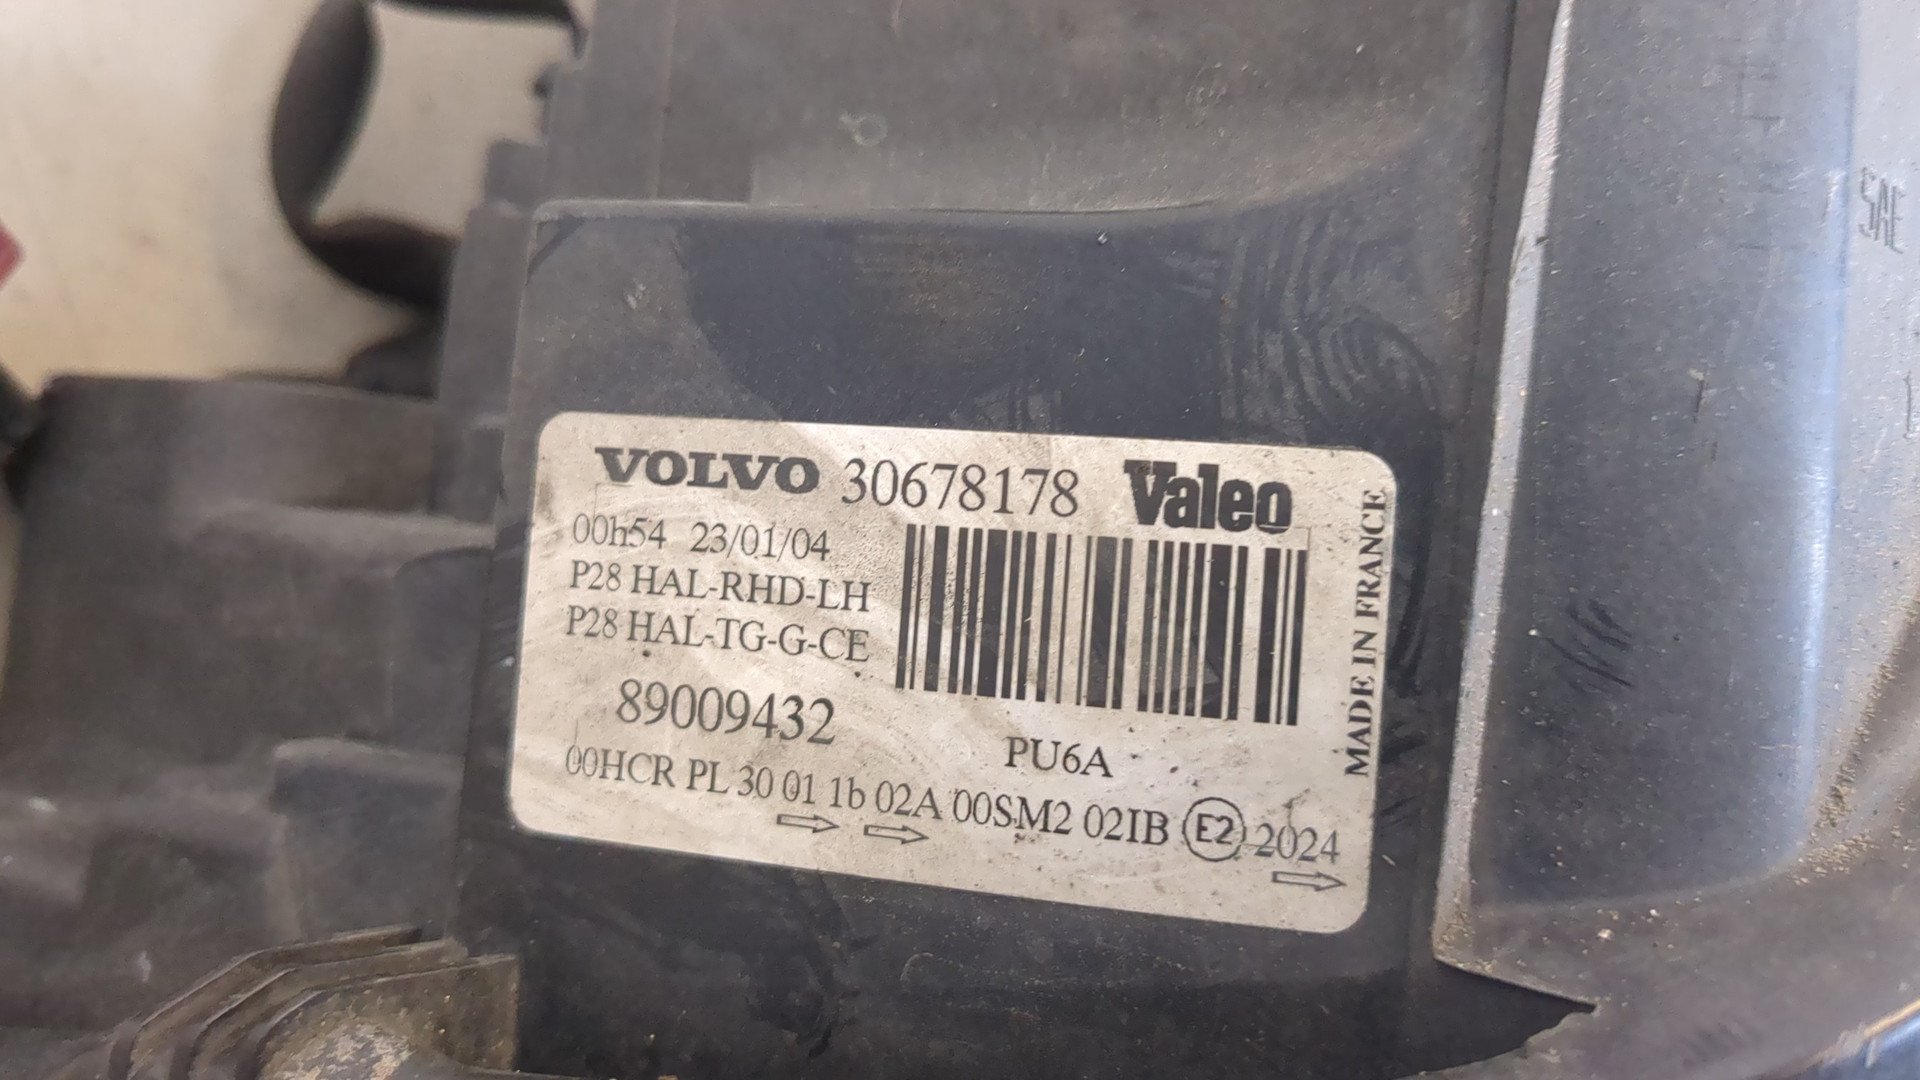 VOLVO 30678178 Valeo
00h54 23/01/04
P28 HAL-RHD-LH
P28 HAL-TG-G-CE
89009432
PU6A
00HCR PL 30 01 1b 02A 00SM2 02IB E2 2024
MADE IN FRANCE
SAE